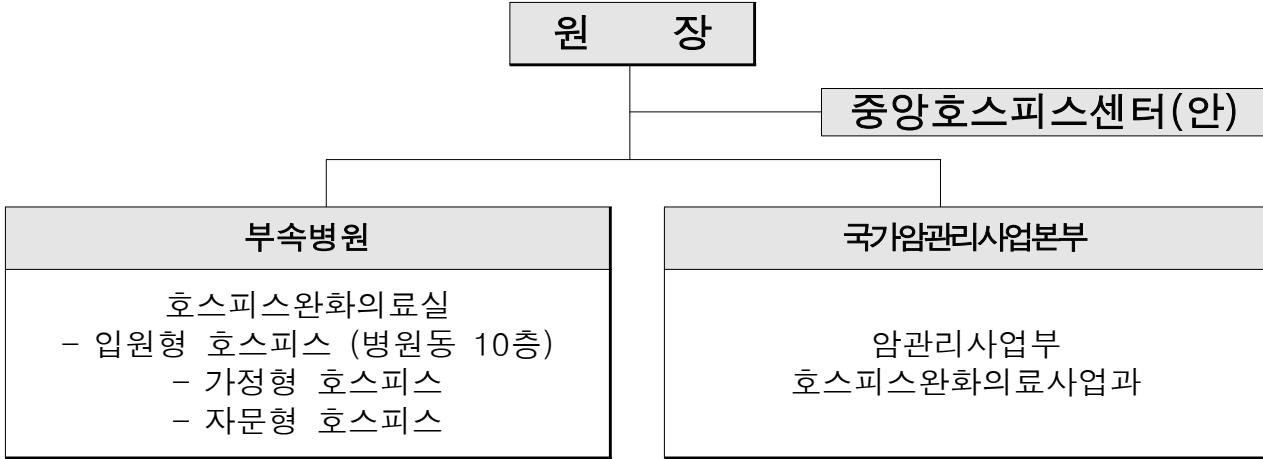 원 장
중앙호스피스센터(안)
부속병원
호스피스완화의료실
- 입원형 호스피스 (병원동 10층)
- 가정형 호스피스
- 자문형 호스피스
국가암관리사업본부
암관리사업부
호스피스완화의료사업과